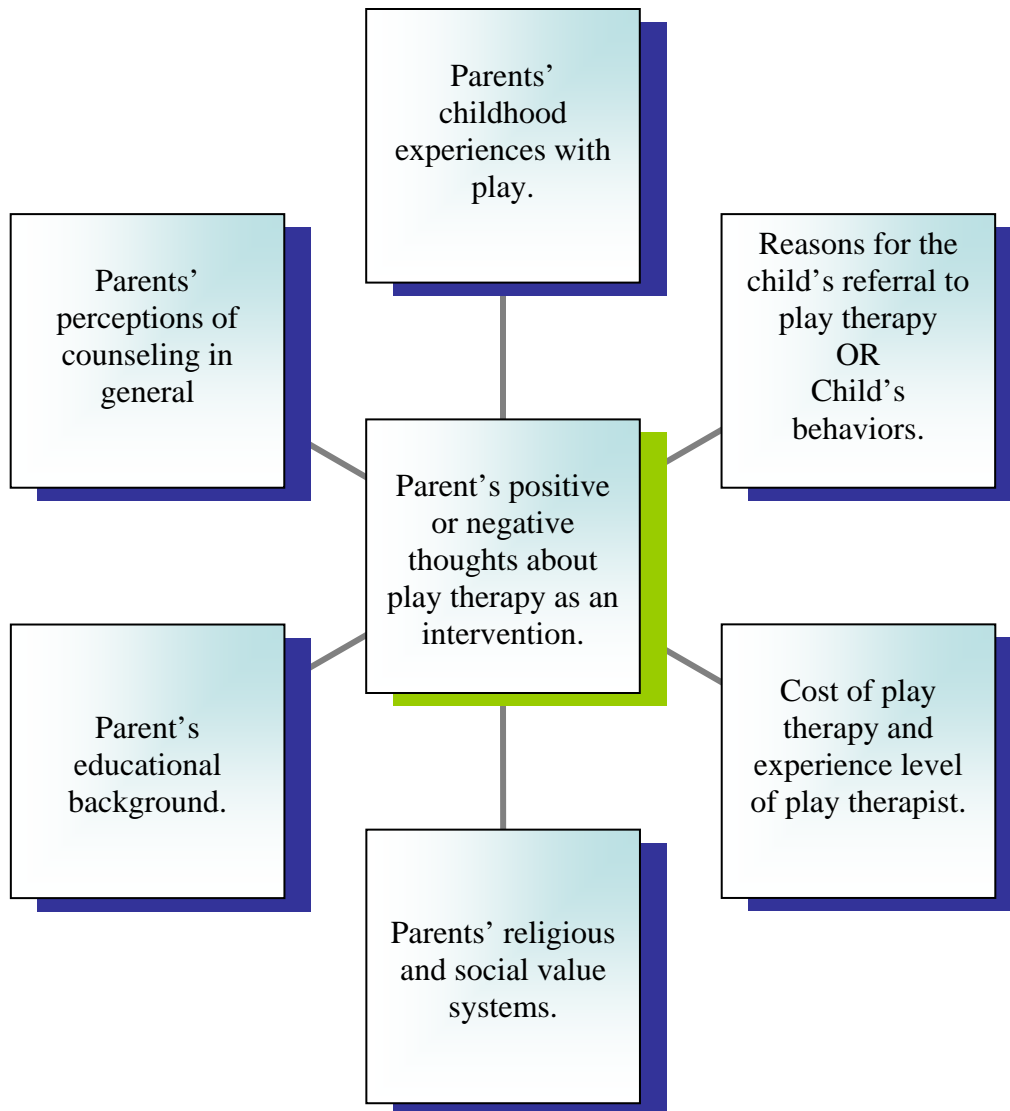 Parents’
childhood
experiences with
play.
Parents’
perceptions of
counseling in
general
Reasons for the
child’s referral to
play therapy
OR
Child’s
behaviors.
Parent’s positive
or negative
thoughts about
play therapy as an
intervention.
Parent’s
educational
background.
Cost of play
therapy and
experience level
of play therapist.
Parents’ religious
and social value
systems.